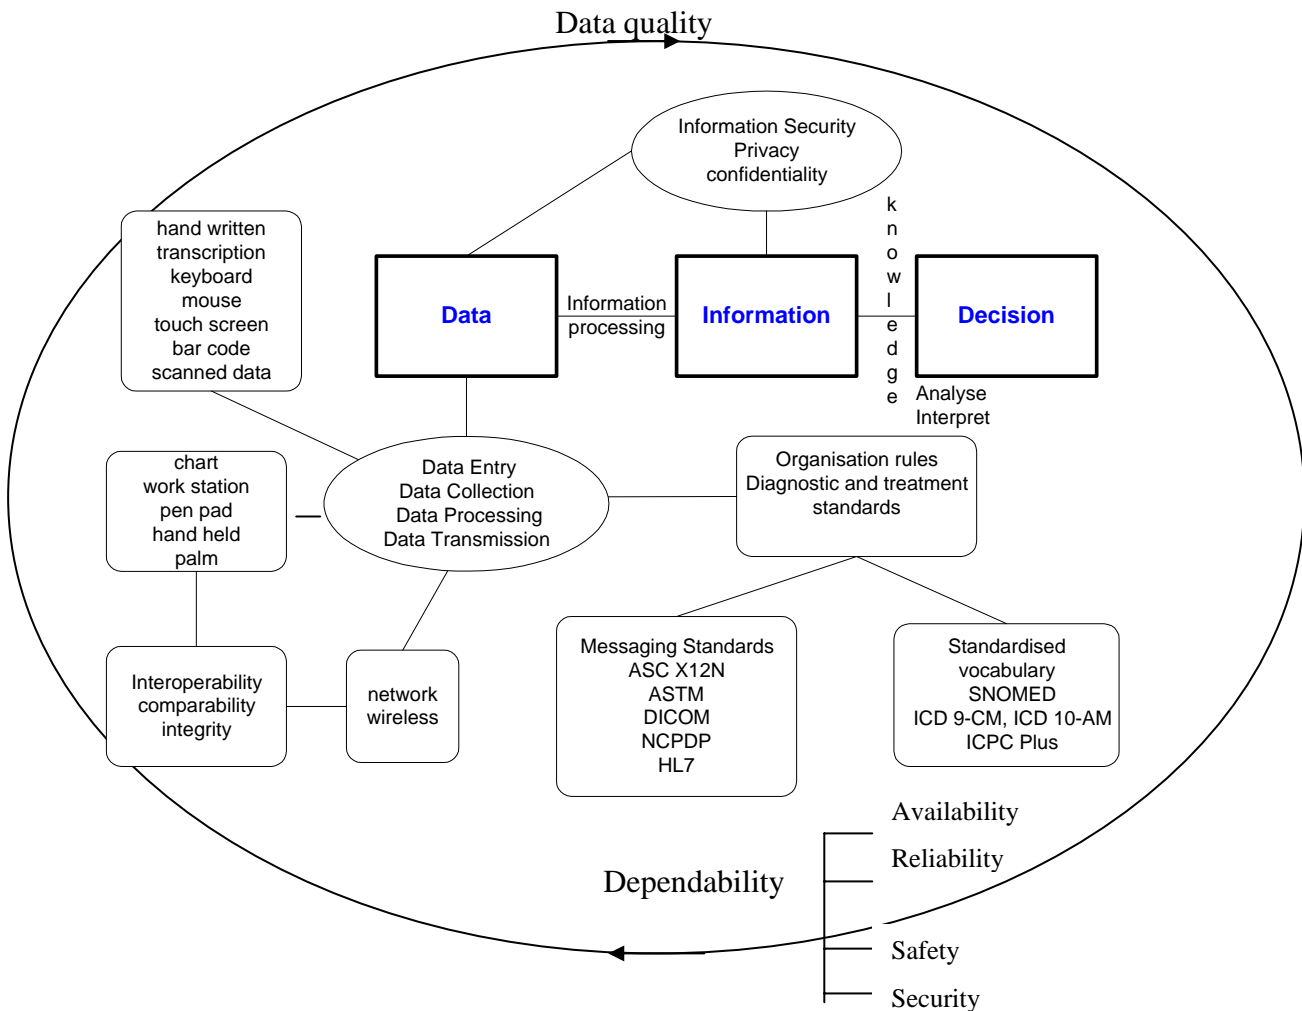 Data quality
Information Security
Privacy
confidentiality
hand written
transcription
keyboard
mouse
touch screen
bar code
scanned data
Data
Information
processing
Information
knowledge
Decision
Analyse
Interpret
chart
work station
pen pad
hand held
palm
Data Entry
Data Collection
Data Processing
Data Transmission
Organisation rules
Diagnostic and treatment
standards
Interoperability
comparability
integrity
network
wireless
Messaging Standards
ASC X12N
ASTM
DICOM
NCPDP
HL7
Standardised
vocabulary
SNOMED
ICD 9-CM, ICD 10-AM
ICPC Plus
Dependability
Availability
Reliability
Safety
Security